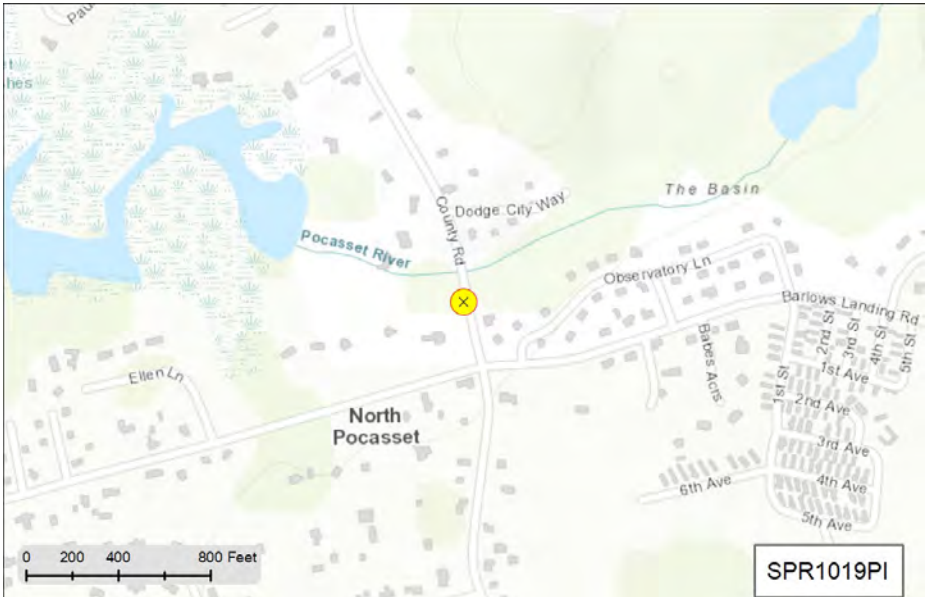 hes
The Basin
Dodge City Way
County Rd
Pocasset River
Observatory Ln
Barlows Landing Rd
2nd St
3rd St
4th St
5th St
1st Ave
1st St
Babes Acrs
2nd Ave
Ellen Ln
North
Pocasset
3rd Ave
6th Ave
4th Ave
5th Ave
0 200 400 800 Feet
SPR1019PI